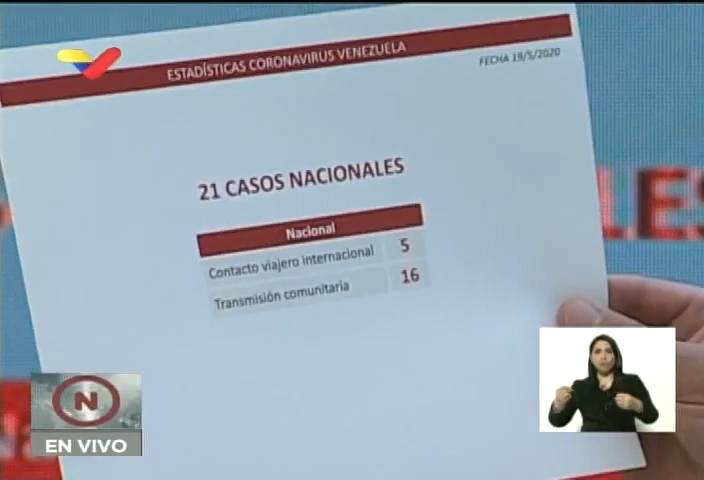 ESTADÍSTICAS CORONAVIRUS VENEZUELA
FECHA 19/5/2020
21 CASOS NACIONALES
Nacional
Contacto viajero internacional 5
Transmisión comunitaria 16
LES
N
EN VIVO